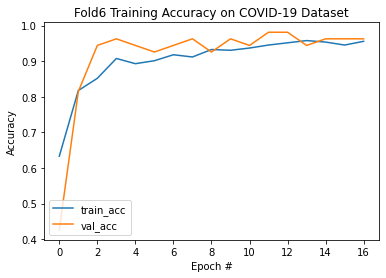 Fold6 Training Accuracy on COVID-19 Dataset
1.0
0.9
0.8
0.7
0.6
0.5
0.4
Accuracy
train_acc
val_acc
0 2 4 6 8 10 12 14 16
Epoch #